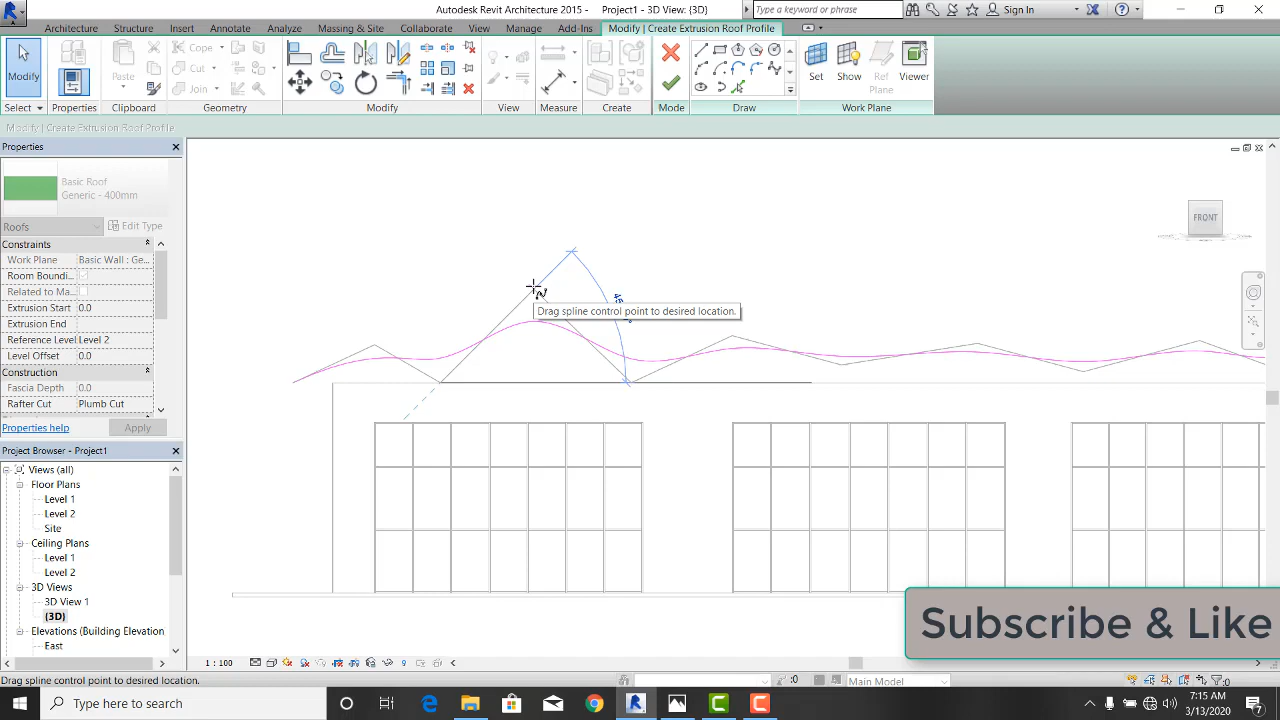 Autodesk Revit Architecture 2015 - Project1 - 3D View: {3D}
Type a keyword or phrase
Sign In
Architecture
Structure
Insert
Annotate
Analyze
Massing & Site
Collaborate
View
Manage
Add-Ins
Modify | Create Extrusion Roof Profile
Modify
Paste
Cope
Cut
Join
Set
Show
Ref Plane
Viewer
Select
Properties
Clipboard
Geometry
Modify
View
Measure
Create
Mode
Draw
Work Plane
Modify | Create Extrusion Roof Profile
Properties
Basic Roof
Generic - 400mm
Roofs
Edit Type
Constraints
Work Plane
Basic Wall : Ge...
Room Boundi...
Related to Ma...
Extrusion Start
0.0
Reference Level
Level 2
Level Offset
0.0
Construction
Fascia Depth
0.0
Rafter Cut
Plumb Cut
Properties help
Apply
Project Browser - Project1
Views (all)
Floor Plans
Level 1
Level 2
Site
Ceiling Plans
Level 1
Level 2
3D Views
3D View 1
{3D}
Elevations (Building Elevation
East
FRONT
Drag spline control point to desired location.
Subscribe & Like
: 100
Drag spline control point to desired location.
:0
Main Model
:0
Type here to search
7:15 AM
3/13/2020